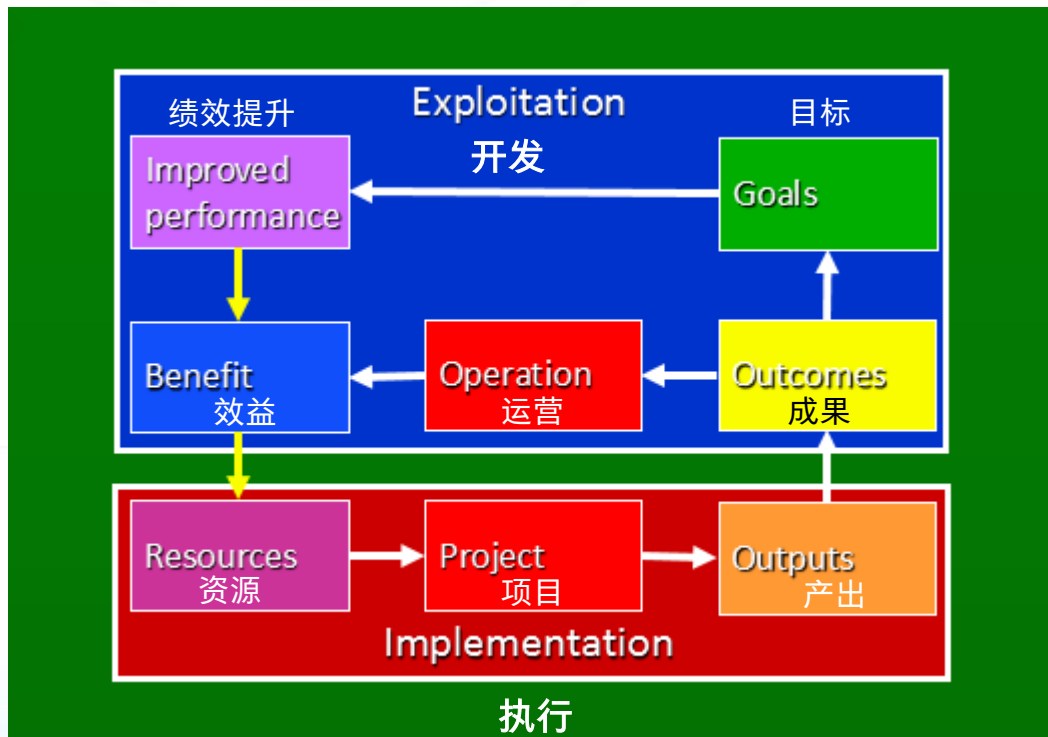 绩效提升
Exploitation
目标
开发
Improved
performance
Goals
Benefit
效益
Operation
运营
Outcomes
成果
Resources
资源
Project
项目
Outputs
产出
Implementation
执行